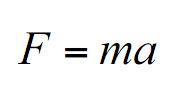 F = ma